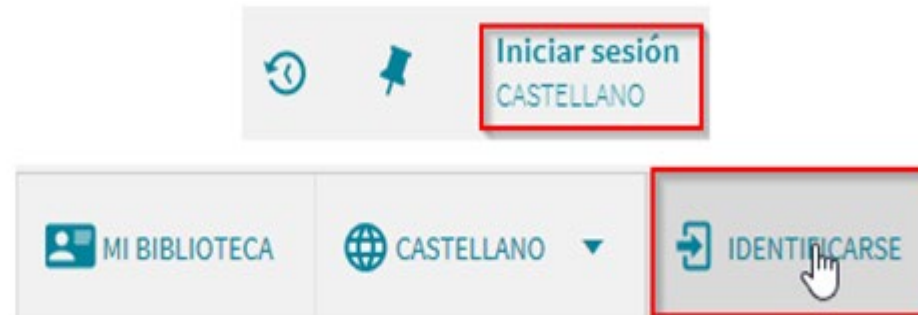 Iniciar sesión
CASTELLANO
MI BIBLIOTECA CASTELLANO IDENTIFICARSE